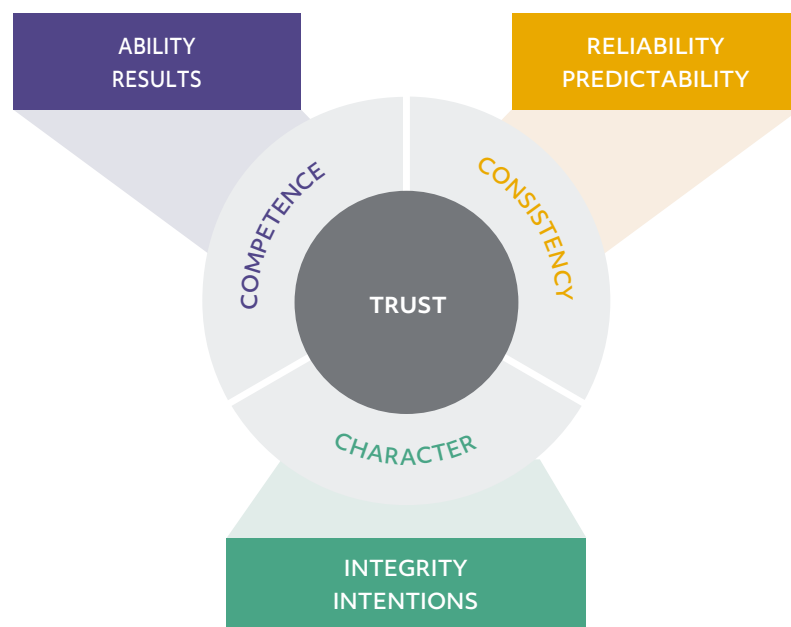 ABILITY
RESULTS
RELIABILITY
PREDICTABILITY
COMPETENCE
CONSISTENCY
TRUST
CHARACTER
INTEGRITY
INTENTIONS